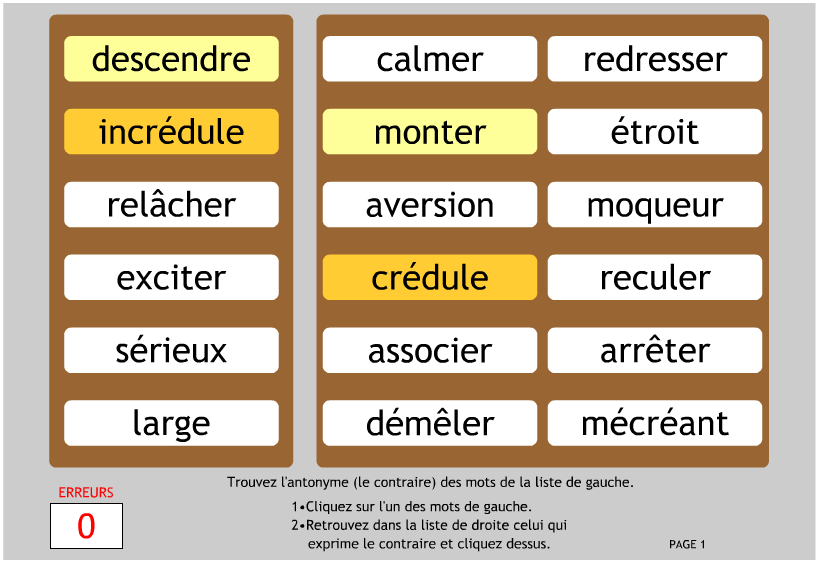 descendre
incrédule
relâcher
exciter
sérieux
large
calmer redresser
monter étroit
aversion moqueur
crédule reculer
associer arrêter
démêler mécréant
Trouvez l'antonyme (le contraire) des mots de la liste de gauche.
ERREURS
0
1•Cliquez sur l'un des mots de gauche.
2•Retrouvez dans la liste de droite celui qui
exprime le contraire et cliquez dessus.
PAGE 1